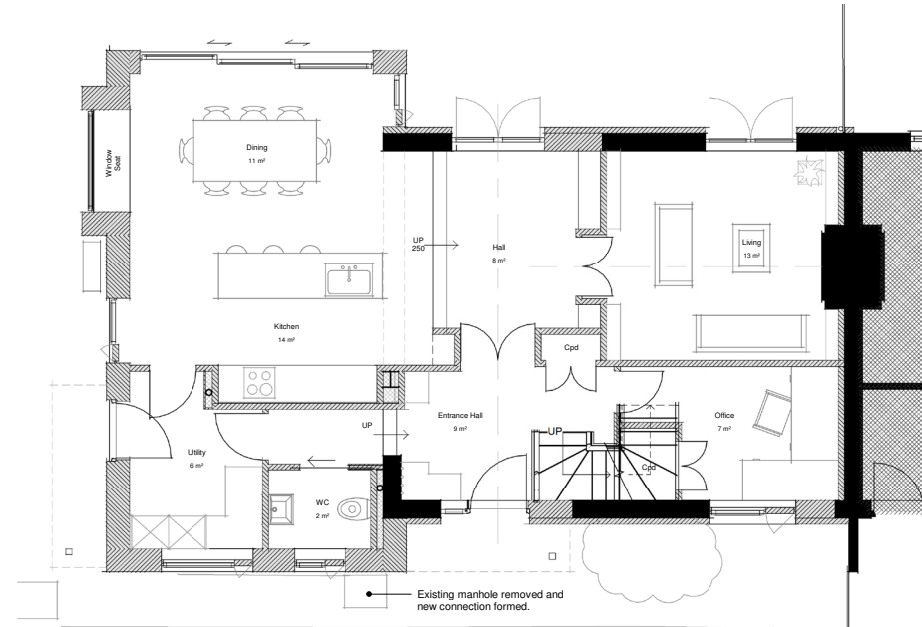 Dining
11 m²
Window
Seat
UP
250
Hall
8 m²
Living
13 m²
Kitchen
14 m²
Cpd
UP
Entrance Hall
9 m²
UP
Office
7 m²
Utility
6 m²
Cpd
WC
2 m²
Existing manhole removed and
new connection formed.